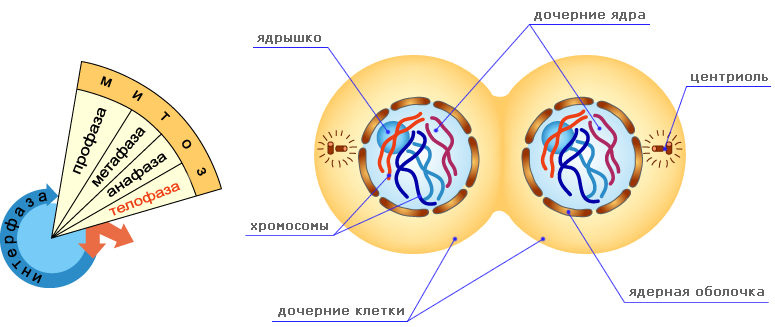 митоз
профаза
метафаза
анафаза
телофаза
интерфаза
дочерние ядра
ядрышко
центриоль
хромосомы
ядерная оболочка
дочерние клетки